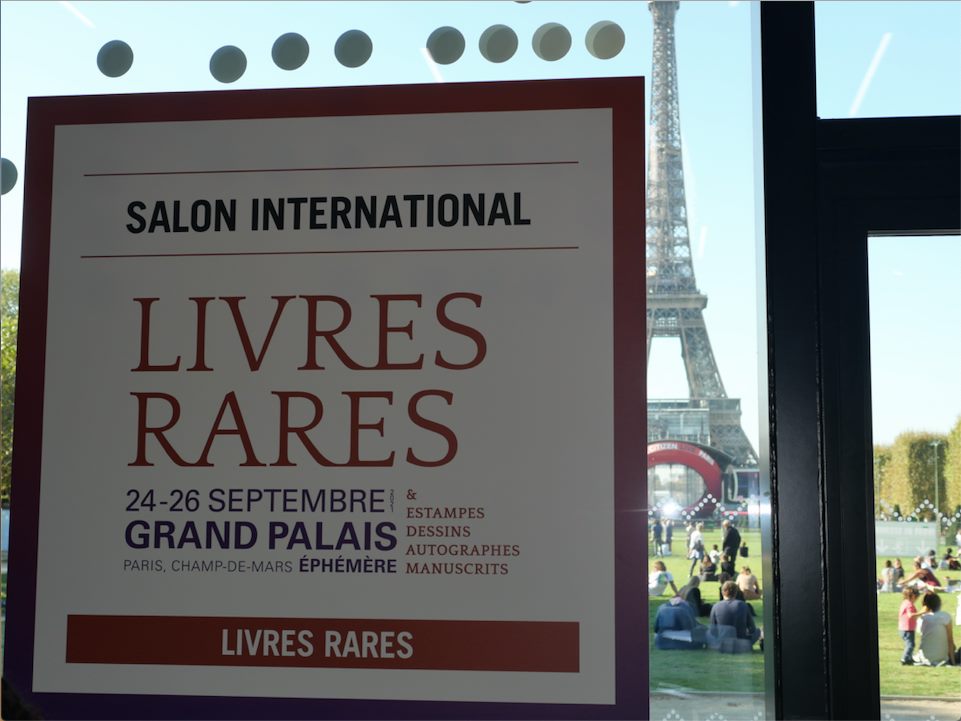 SALON INTERNATIONAL
LIVRES
RARES
24-26 SEPTEMBRE 2021
GRAND PALAIS
PARIS, CHAMP-DE-MARS ÉPHÉMÈRE
&
ESTAMPES
DESSINS
AUTOGRAPHES
MANUSCRITS
LIVRES RARES